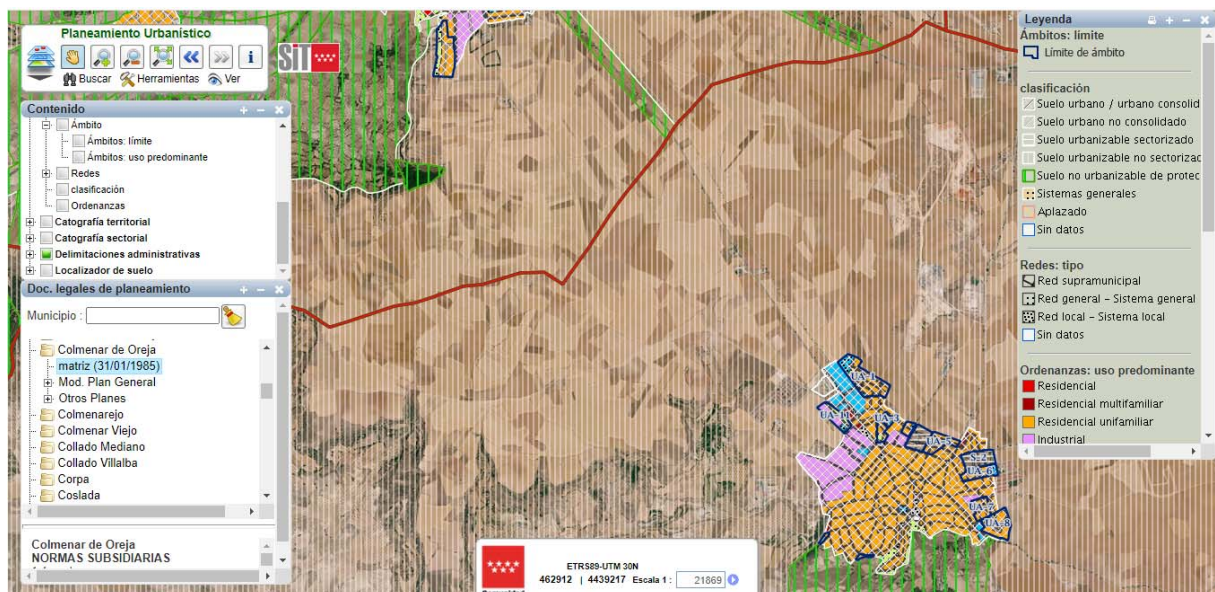 Planeamiento Urbanístico
Buscar Herramientas Ver
SiT
Contenido
Ámbito
Ámbitos: límite
Ámbitos: uso predominante
Redes
clasificación
Ordenanzas
Catografía territorial
Catografía sectorial
Delimitaciones administrativas
Localizador de suelo
Doc. legales de planeamiento
Municipio :
Colmenar de Oreja
matriz (31/01/1985)
Mod. Plan General
Otros Planes
Colmenarejo
Colmenar Viejo
Collado Mediano
Collado Villalba
Corpa
Coslada
Colmenar de Oreja
NORMAS SUBSIDIARIAS
UA-1
UA-11
UA-5
S-2
UA-6
UA-7
UA-8
ETRS89-UTM 30N
462912 | 4439217 Escala 1 : 21869
Leyenda
Ámbitos: limite
Límite de ámbito
clasificación
Suelo urbano / urbano consolid
Suelo urbano no consolidado
Suelo urbanizable sectorizado
Suelo urbanizable no sectorizac
Suelo no urbanizable de protec
Sistemas generales
Aplazado
Sin datos
Redes: tipo
Red supramunicipal
Red general – Sistema general
Red local – Sistema local
Sin datos
Ordenanzas: uso predominante
Residencial
Residencial multifamiliar
Residencial unifamiliar
Industrial